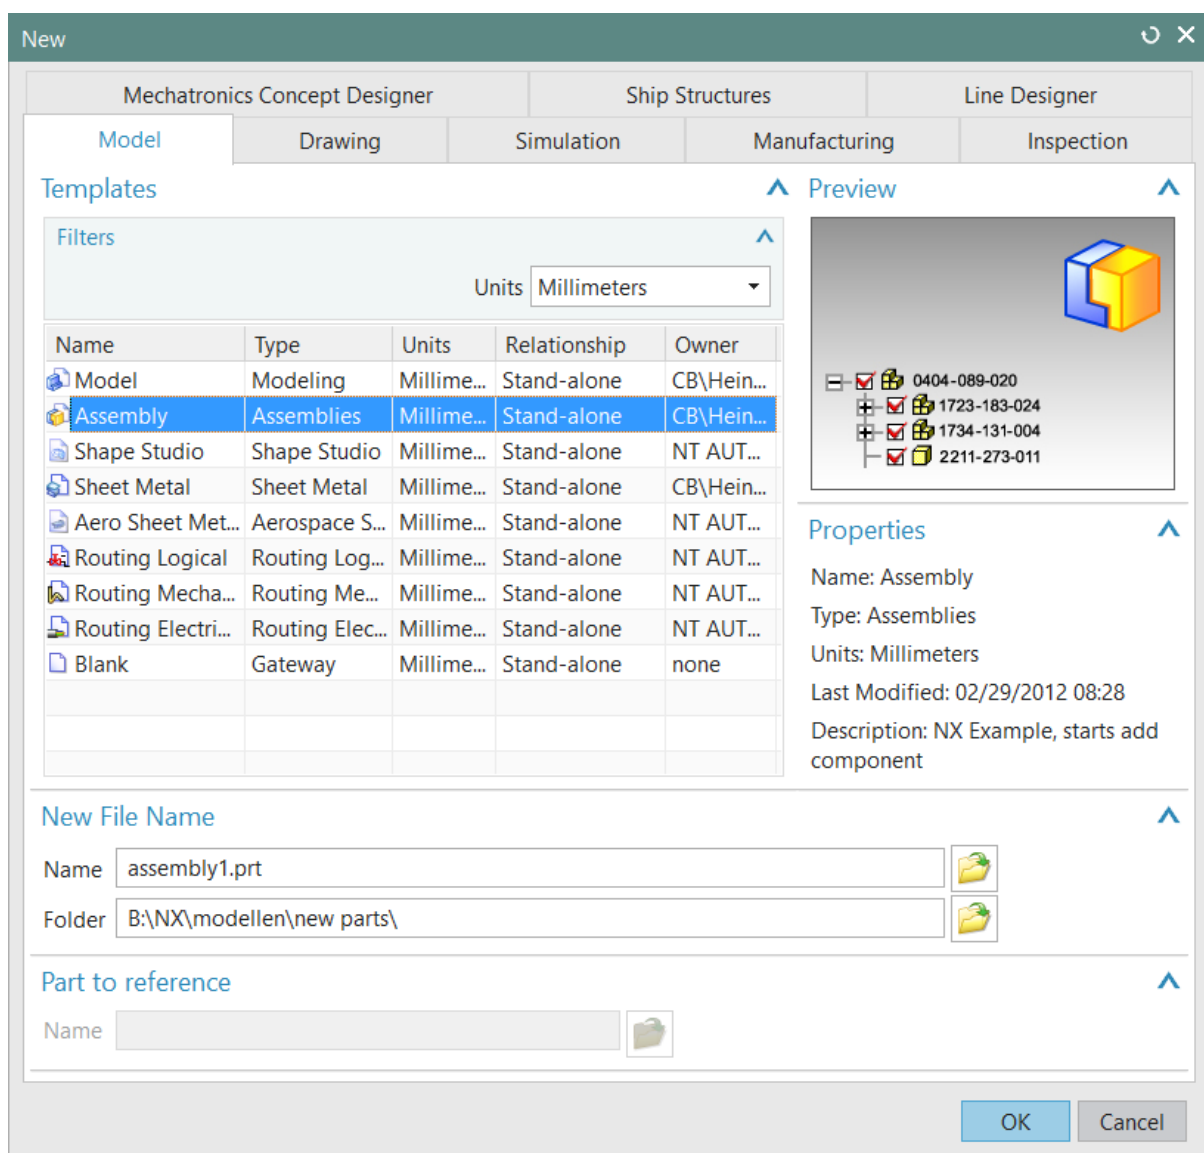 New
Mechatronics Concept Designer Ship Structures Line Designer
Model Drawing Simulation Manufacturing Inspection
Templates
Filters
Units Millimeters
Name Type Units Relationship Owner
Model Modeling Millime... Stand-alone CB\Hein...
Assembly Assemblies Millime... Stand-alone CB\Hein...
Shape Studio Shape Studio Millime... Stand-alone NT AUT...
Sheet Metal Sheet Metal Millime... Stand-alone CB\Hein...
Aero Sheet Met... Aerospace S... Millime... Stand-alone NT AUT...
Routing Logical Routing Log... Millime... Stand-alone NT AUT...
Routing Mecha... Routing Me... Millime... Stand-alone NT AUT...
Routing Electri... Routing Elec... Millime... Stand-alone NT AUT...
Blank Gateway Millime... Stand-alone none
Preview
0404-089-020
1723-183-024
1734-131-004
2211-273-011
Properties
Name: Assembly
Type: Assemblies
Units: Millimeters
Last Modified: 02/29/2012 08:28
Description: NX Example, starts add
component
New File Name
Name assembly1.prt
Folder B:\NX\modellen\new parts\
Part to reference
Name
OK Cancel